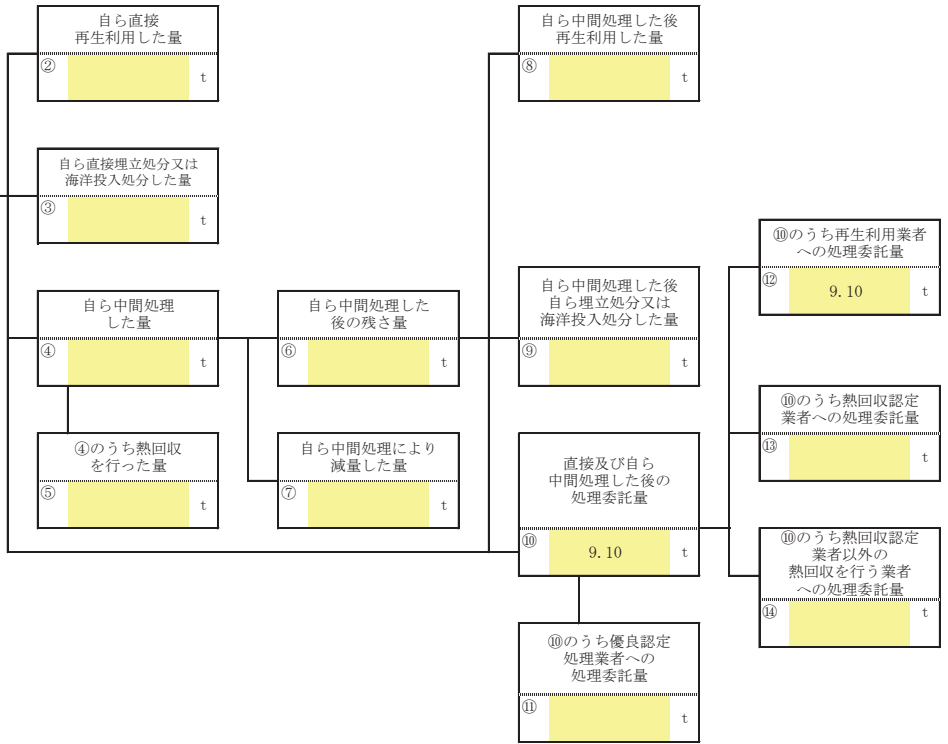 自ら直接
再生利用した量
②
t
自ら直接埋立処分又は
海洋投入処分した量
③
t
自ら中間処理
した量
④
t
④のうち熱回収
を行った量
⑤
t
自ら中間処理した
後の残さ量
⑥
t
自ら中間処理により
減量した量
⑦
t
自ら中間処理した後
再生利用した量
⑧
t
自ら中間処理した後
自ら埋立処分又は
海洋投入処分した量
⑨
t
直接及び自ら
中間処理した後の
処理委託量
⑩ 9.10 t
⑩のうち優良認定
処理業者への
処理委託量
⑪
t
⑩のうち再生利用業者
への処理委託量
⑫ 9.10 t
⑩のうち熱回収認定
業者への処理委託量
⑬
t
⑩のうち熱回収認定
業者以外の
熱回収を行う業者
への処理委託量
⑭
t